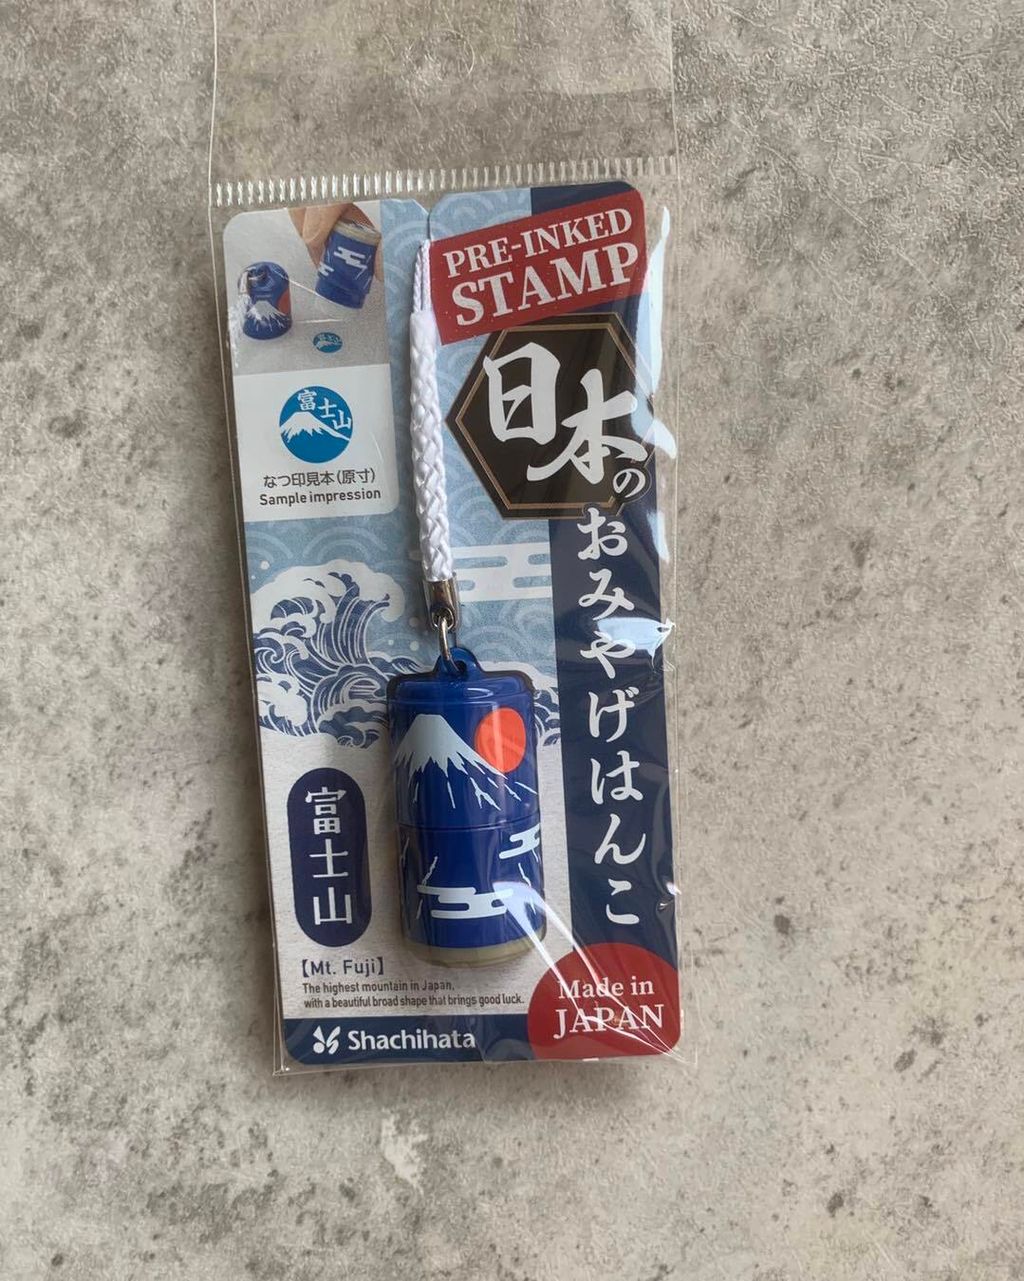 PRE-INKED
STAMP
日本の
おみやげはんこ
富士山
なつ印見本(原寸)
Sample impression
富士山
【Mt. Fuji】
The highest mountain in Japan,
with a beautiful broad shape that brings good luck.
Shachihata
Made in
JAPAN